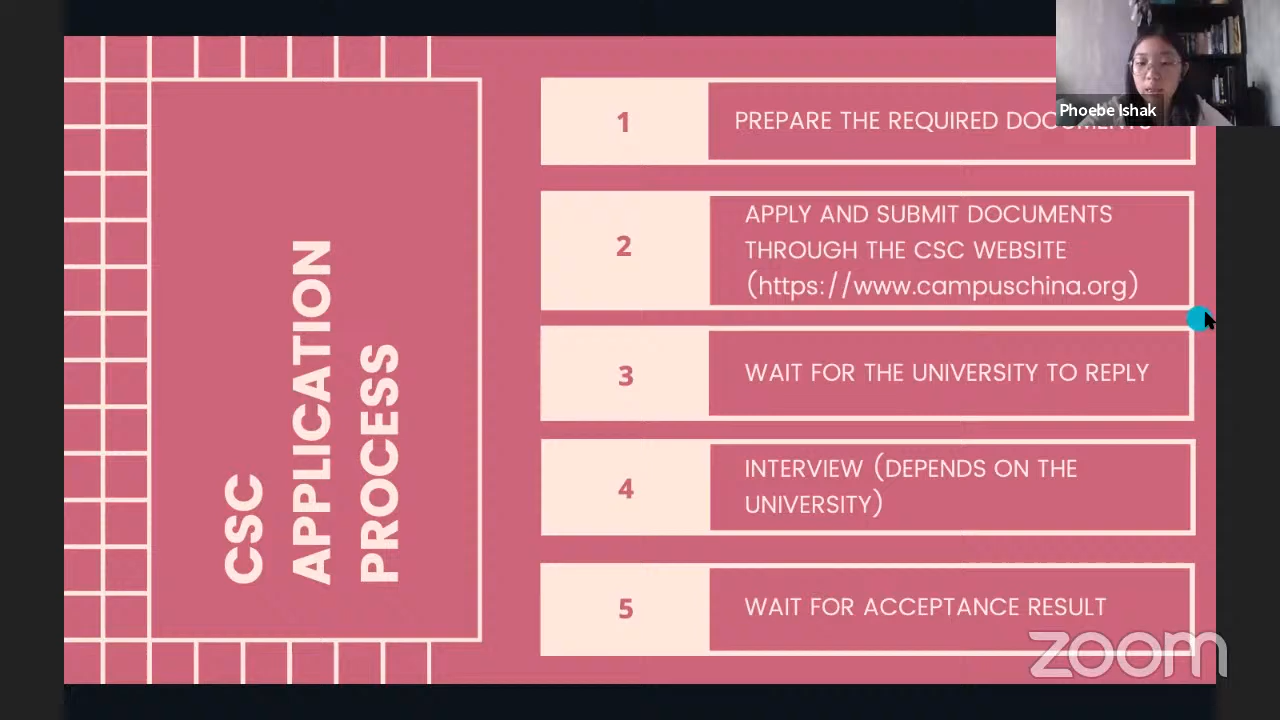 Phoebe Ishak
CSC
APPLICATION
PROCESS
1
PREPARE THE REQUIRED DOCUMENTS
2
APPLY AND SUBMIT DOCUMENTS
THROUGH THE CSC WEBSITE
(https://www.campuschina.org)
3
WAIT FOR THE UNIVERSITY TO REPLY
4
INTERVIEW (DEPENDS ON THE
UNIVERSITY)
5
WAIT FOR ACCEPTANCE RESULT
zoom